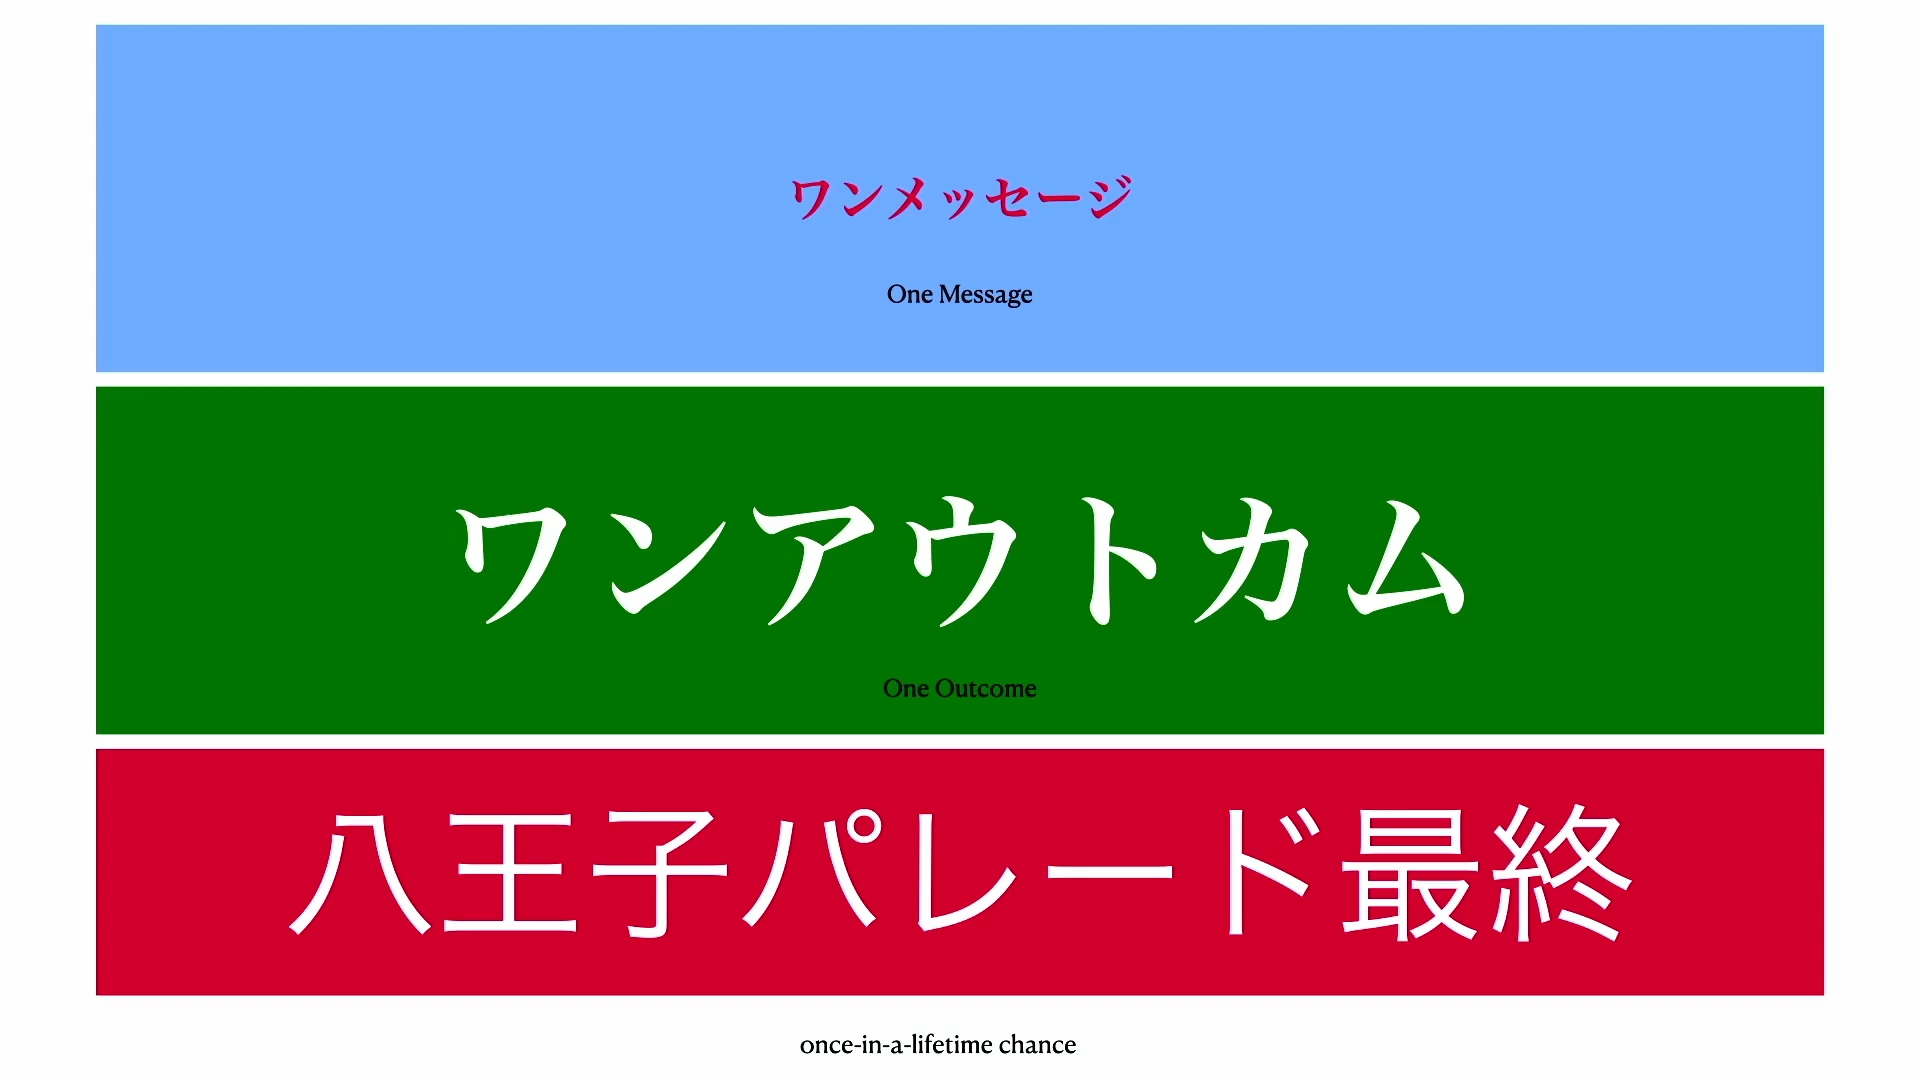 ワンメッセージ
One Message
ワンアウトカム
One Outcome
八王子パレード最終
once-in-a-lifetime chance